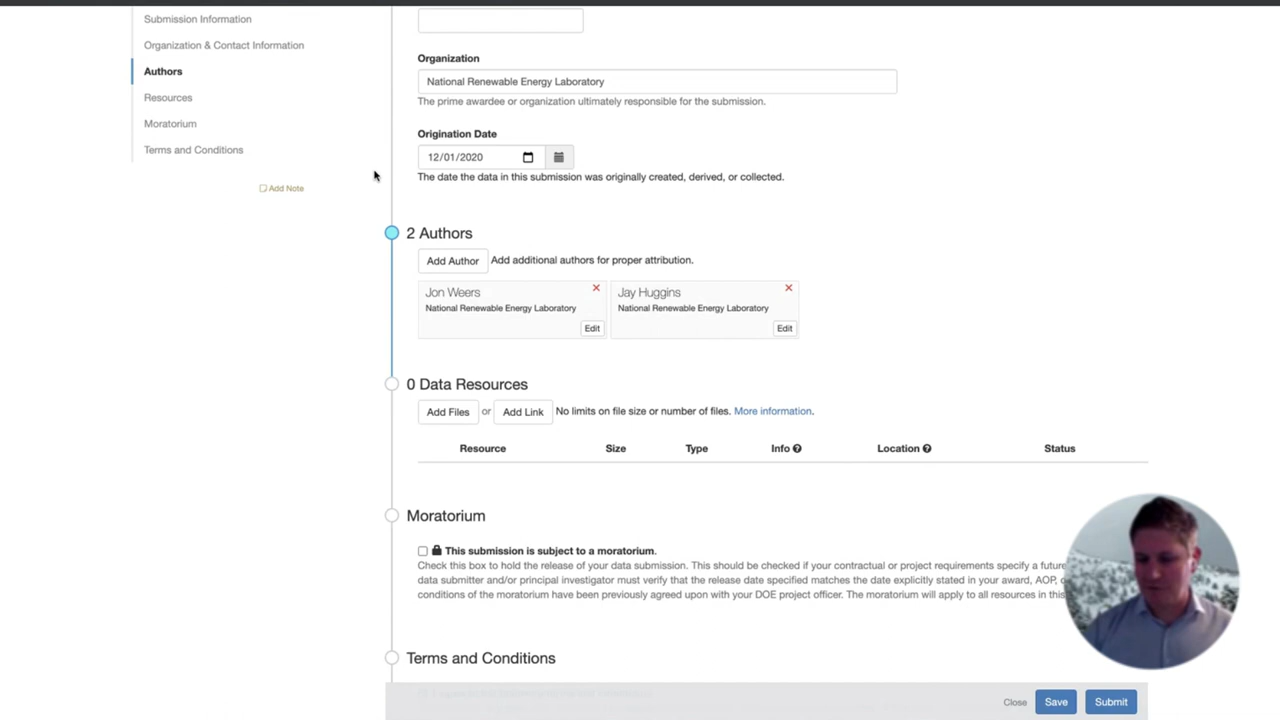 Submission Information
Organization & Contact Information
Authors
Resources
Moratorium
Terms and Conditions
Add Note
Organization
National Renewable Energy Laboratory
The prime awardee or organization ultimately responsible for the submission.
Origination Date
12/01/2020
The date the data in this submission was originally created, derived, or collected.
2 Authors
Add Author Add additional authors for proper attribution.
Jon Weers × Jay Huggins ×
National Renewable Energy Laboratory National Renewable Energy Laboratory
Edit Edit
0 Data Resources
Add Files or Add Link No limits on file size or number of files. More information.
Resource Size Type Info Location Status
Moratorium
This submission is subject to a moratorium.
Check this box to hold the release of your data submission. This should be checked if your contractual or project requirements specify a future
data submitter and/or principal investigator must verify that the release date specified matches the date explicitly stated in your award, AOP,
conditions of the moratorium have been previously agreed upon with your DOE project officer. The moratorium will apply to all resources in this
Terms and Conditions
Close Save Submit